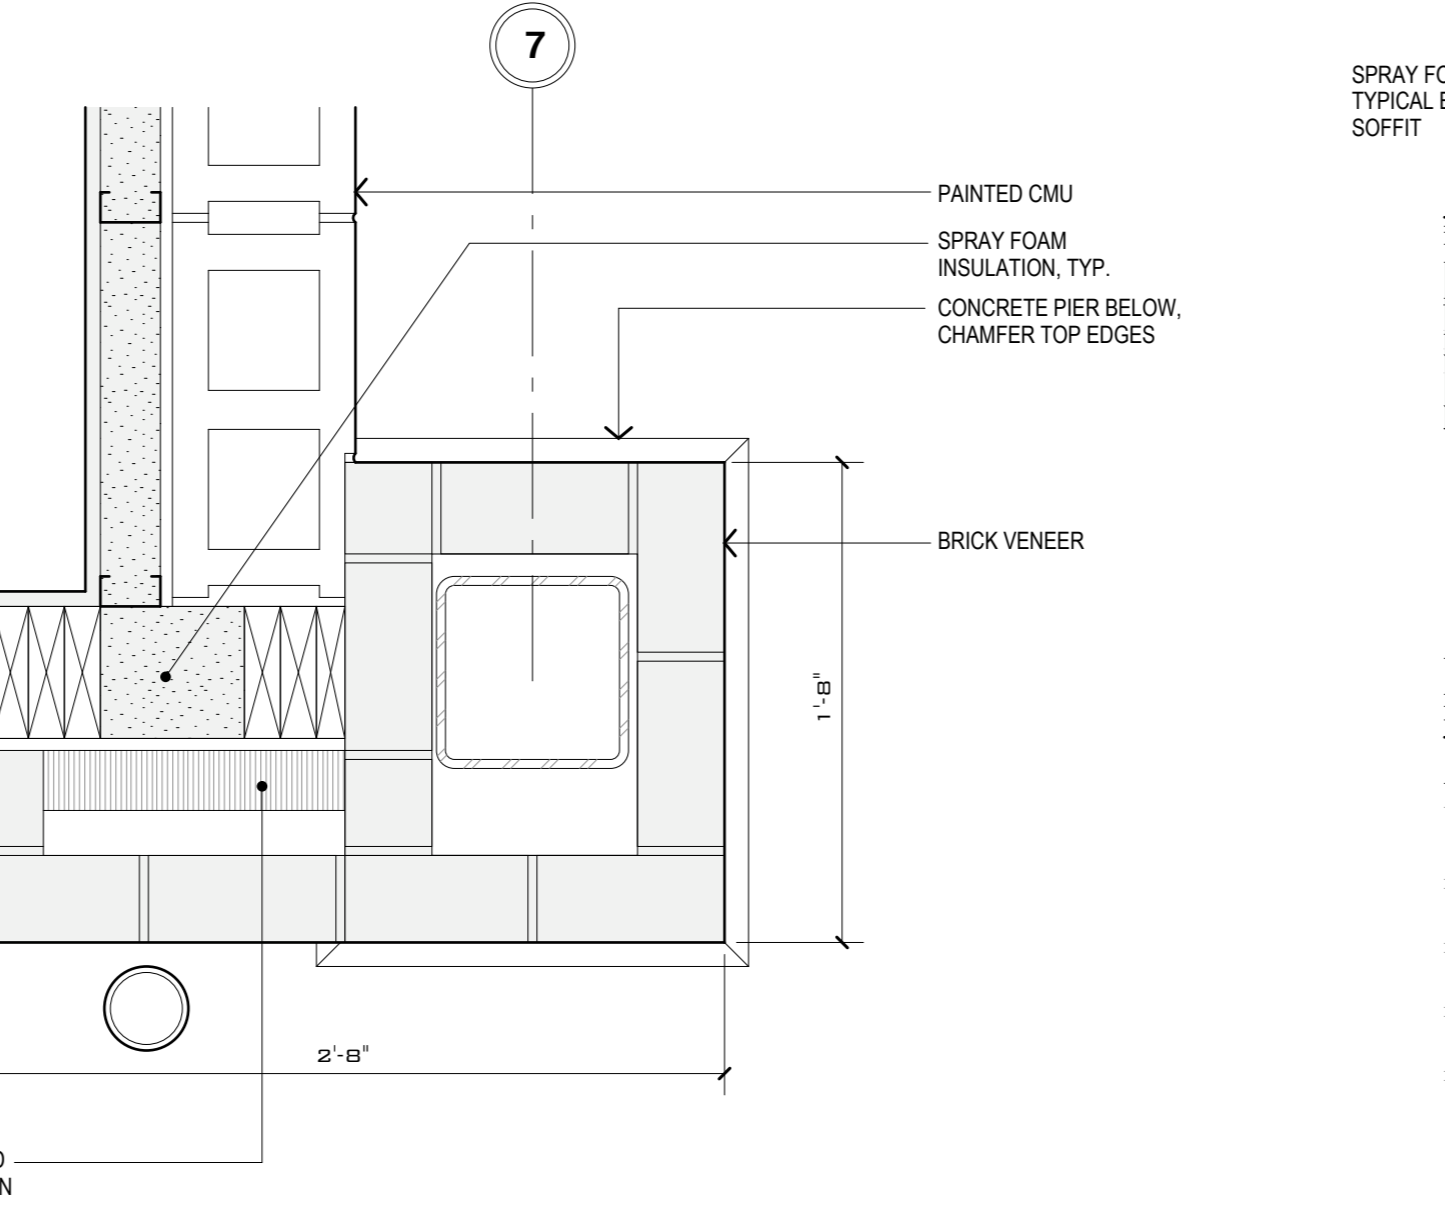 7
SPRAY FO
TYPICAL E
SOFFIT
PAINTED CMU
SPRAY FOAM
INSULATION, TYP.
CONCRETE PIER BELOW,
CHAMFER TOP EDGES
BRICK VENEER
1'-8"
2'-8"
N